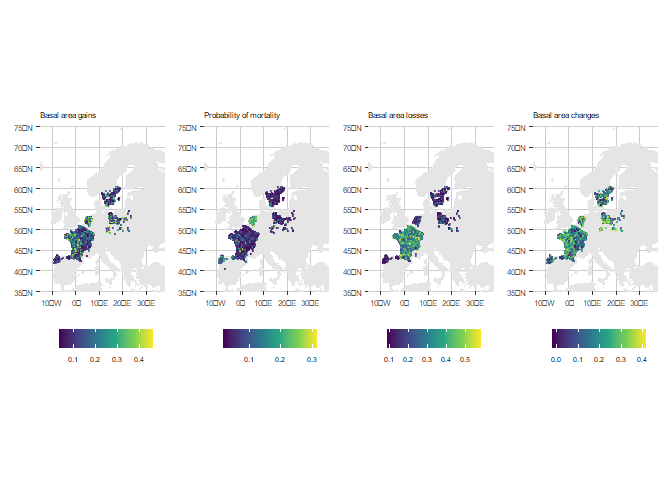 Basal area gains Probability of mortality Basal area losses Basal area changes
75□N 75□N 75□N 75□N
70□N 70□N 70□N 70□N
65□N 65□N 65□N 65□N
60□N 60□N 60□N 60□N
55□N 55□N 55□N 55□N
50□N 50□N 50□N 50□N
45□N 45□N 45□N 45□N
40□N 40□N 40□N 40□N
35□N 35□N 35□N 35□N
10□W 0□ 10□E 20□E 30□E 10□W 0□ 10□E 20□E 30□E 10□W 0□ 10□E 20□E 30□E 10□W 0□ 10□E 20□E 30□E
0.1 0.2 0.3 0.4 0.1 0.2 0.3 0.1 0.2 0.3 0.4 0.5 0.0 0.1 0.2 0.3 0.4